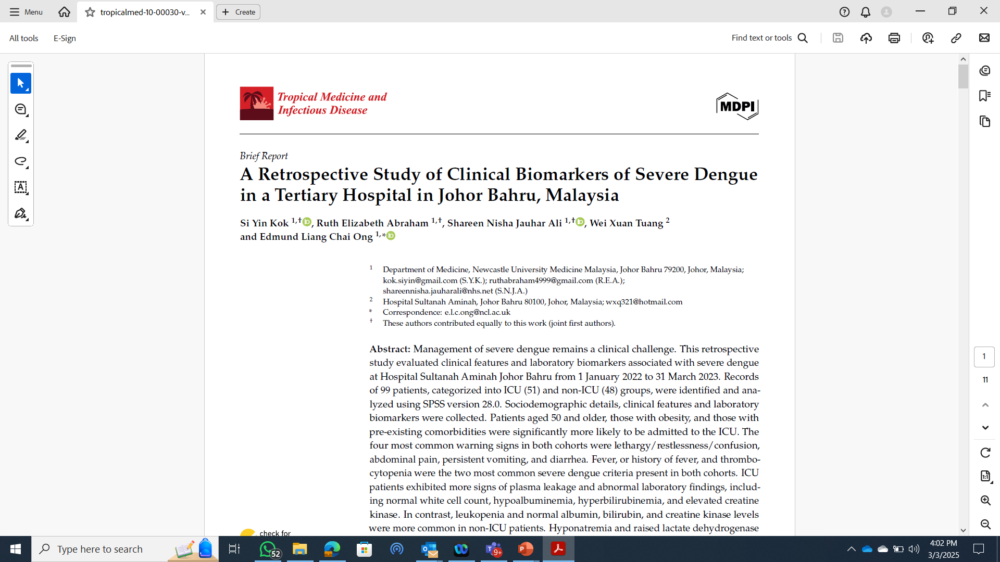 Menu
tropicalmed-10-00030-v...
Create
All tools
E-Sign
Find text or tools
Tropical Medicine and
Infectious Disease
MDPI
Brief Report
A Retrospective Study of Clinical Biomarkers of Severe Dengue
in a Tertiary Hospital in Johor Bahru, Malaysia
Si Yin Kok 1,† iD, Ruth Elizabeth Abraham 1,†, Shareen Nisha Jauhar Ali 1,† iD, Wei Xuan Tuang 2
and Edmund Liang Chai Ong 1,* iD
1 Department of Medicine, Newcastle University Medicine Malaysia, Johor Bahru 79200, Johor, Malaysia;
kok.siyin@gmail.com (S.Y.K.); ruthabraham4999@gmail.com (R.E.A.);
shareennisha.jauharali@nhs.net (S.N.J.A.)
2 Hospital Sultanah Aminah, Johor Bahru 80100, Johor, Malaysia; wxq321@hotmail.com
* Correspondence: e.l.c.ong@ncl.ac.uk
† These authors contributed equally to this work (joint first authors).
Abstract: Management of severe dengue remains a clinical challenge. This retrospective
study evaluated clinical features and laboratory biomarkers associated with severe dengue
at Hospital Sultanah Aminah Johor Bahru from 1 January 2022 to 31 March 2023. Records
of 99 patients, categorized into ICU (51) and non-ICU (48) groups, were identified and ana-
lyzed using SPSS version 28.0. Sociodemographic details, clinical features and laboratory
biomarkers were collected. Patients aged 50 and older, those with obesity, and those with
pre-existing comorbidities were significantly more likely to be admitted to the ICU. The
four most common warning signs in both cohorts were lethargy/restlessness/confusion,
abdominal pain, persistent vomiting, and diarrhea. Fever, or history of fever, and thrombo-
cytopenia were the two most common severe dengue criteria present in both cohorts. ICU
patients exhibited more signs of plasma leakage and abnormal laboratory findings, includ-
ing normal white cell count, hypoalbuminemia, hyperbilirubinemia, and elevated creatine
kinase. In contrast, leukopenia and normal albumin, bilirubin, and creatine kinase levels
were more common in non-ICU patients. Hyponatremia and raised lactate dehydrogenase
check for
1
11
1:1
A
Type here to search
52
9+
4:02 PM
3/3/2025